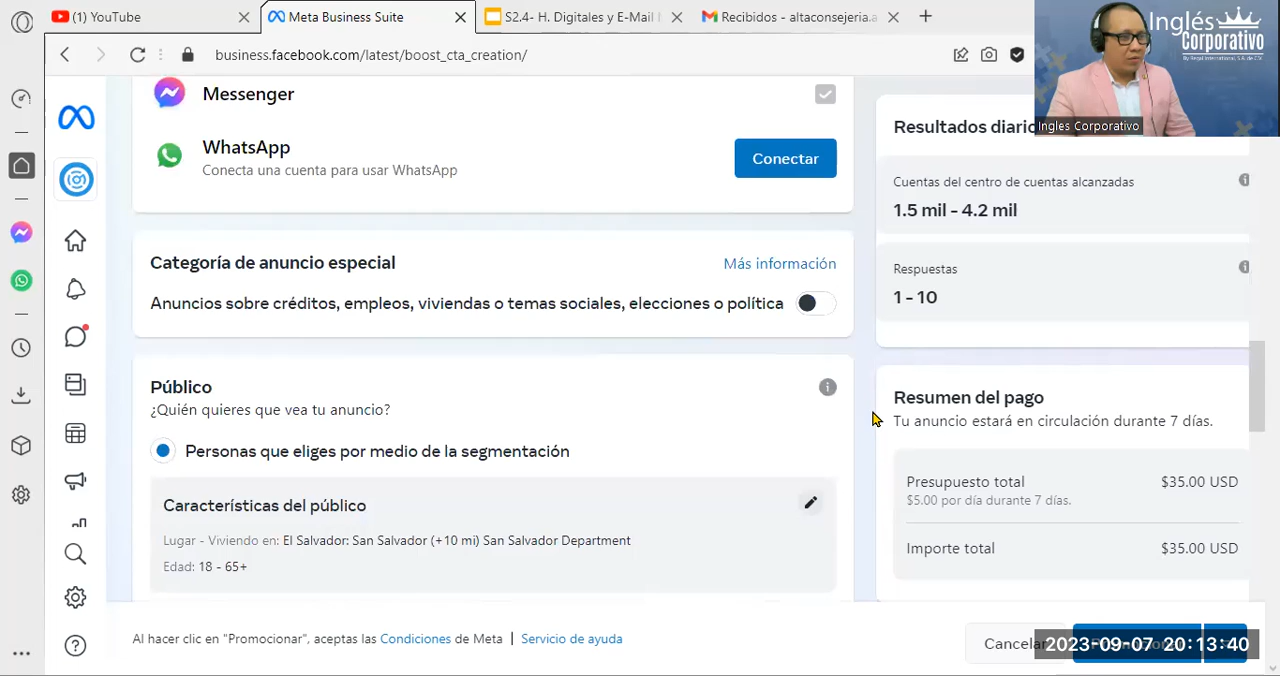 (1) YouTube
Meta Business Suite
S2.4- H. Digitales y E-Mail
Recibidos - altaconsejeria.a
business.facebook.com/latest/boost_cta_creation/
Inglés
Corporativo
By Regal International, S.A. de C.V.
Ingles Corporativo
Messenger
WhatsApp
Conecta una cuenta para usar WhatsApp
Conectar
Categoría de anuncio especial
Más información
Anuncios sobre créditos, empleos, viviendas o temas sociales, elecciones o política
Público
¿Quién quieres que vea tu anuncio?
Personas que eliges por medio de la segmentación
Características del público
Lugar - Viviendo en: El Salvador: San Salvador (+10 mi) San Salvador Department
Edad: 18 - 65+
Resultados diario
Cuentas del centro de cuentas alcanzadas
1.5 mil - 4.2 mil
Respuestas
1 - 10
Resumen del pago
Tu anuncio estará en circulación durante 7 días.
Presupuesto total
$35.00 USD
$5.00 por día durante 7 días.
Importe total
$35.00 USD
Al hacer clic en "Promocionar", aceptas las Condiciones de Meta | Servicio de ayuda
Cancelar
2023-09-07 20:13:40